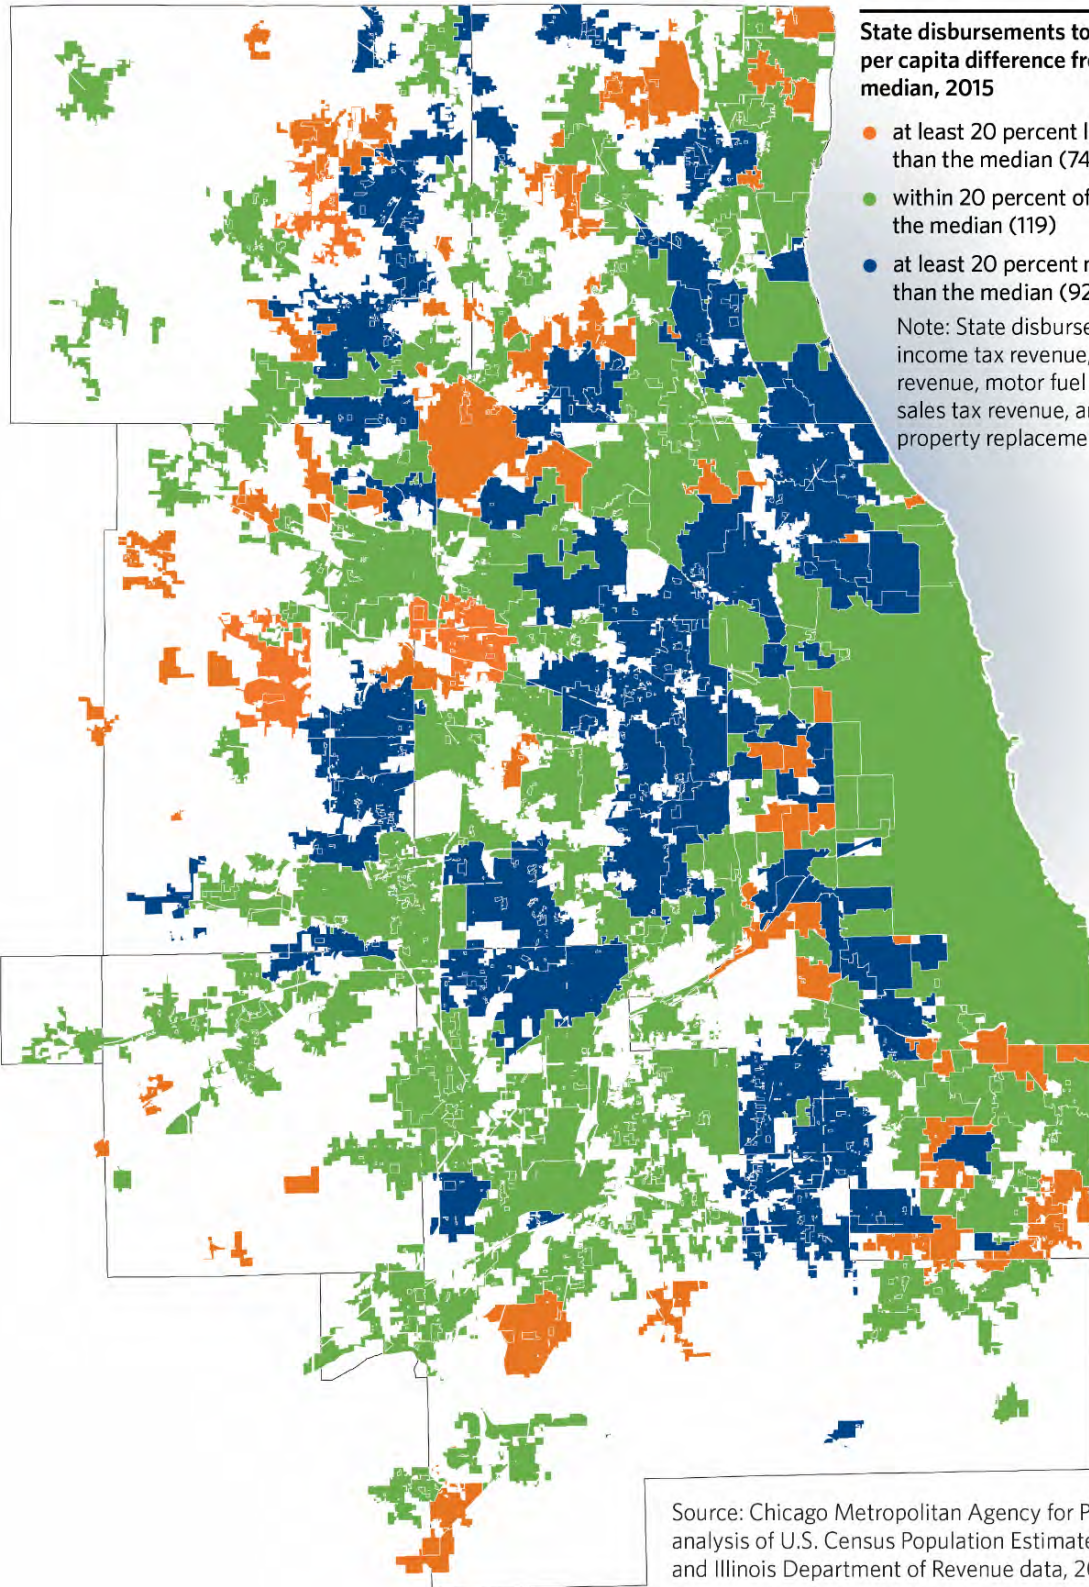 State disbursements to
per capita difference fr
median, 2015
at least 20 percent l
than the median (74
within 20 percent of
the median (119)
at least 20 percent
than the median (92
Note: State disburse
income tax revenue,
revenue, motor fuel
sales tax revenue, a
property replaceme
Source: Chicago Metropolitan Agency for P
analysis of U.S. Census Population Estimate
and Illinois Department of Revenue data, 20